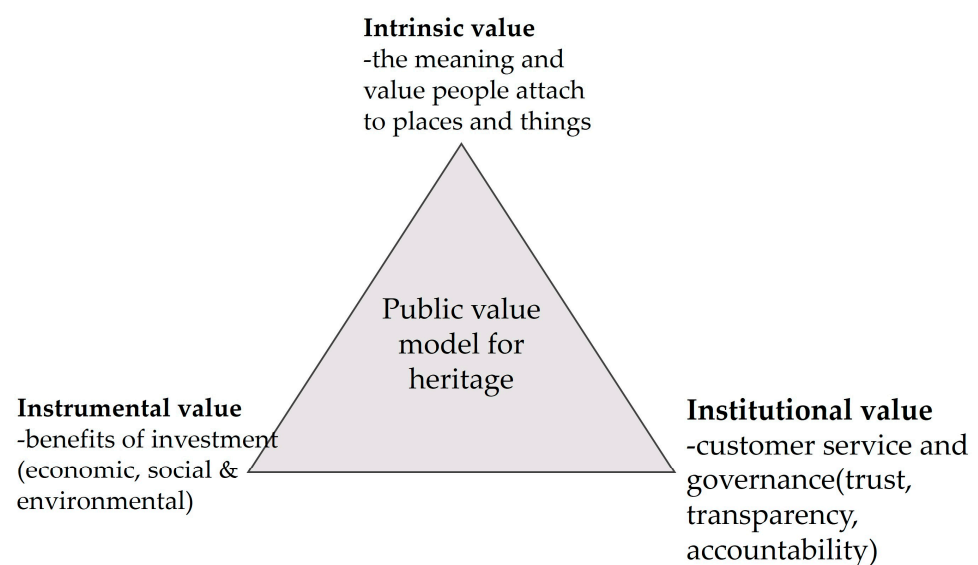 Intrinsic value
-the meaning and
value people attach
to places and things
Public value
model for
heritage
Instrumental value
-benefits of investment
(economic, social &
environmental)
Institutional value
-customer service and
governance(trust,
transparency,
accountability)